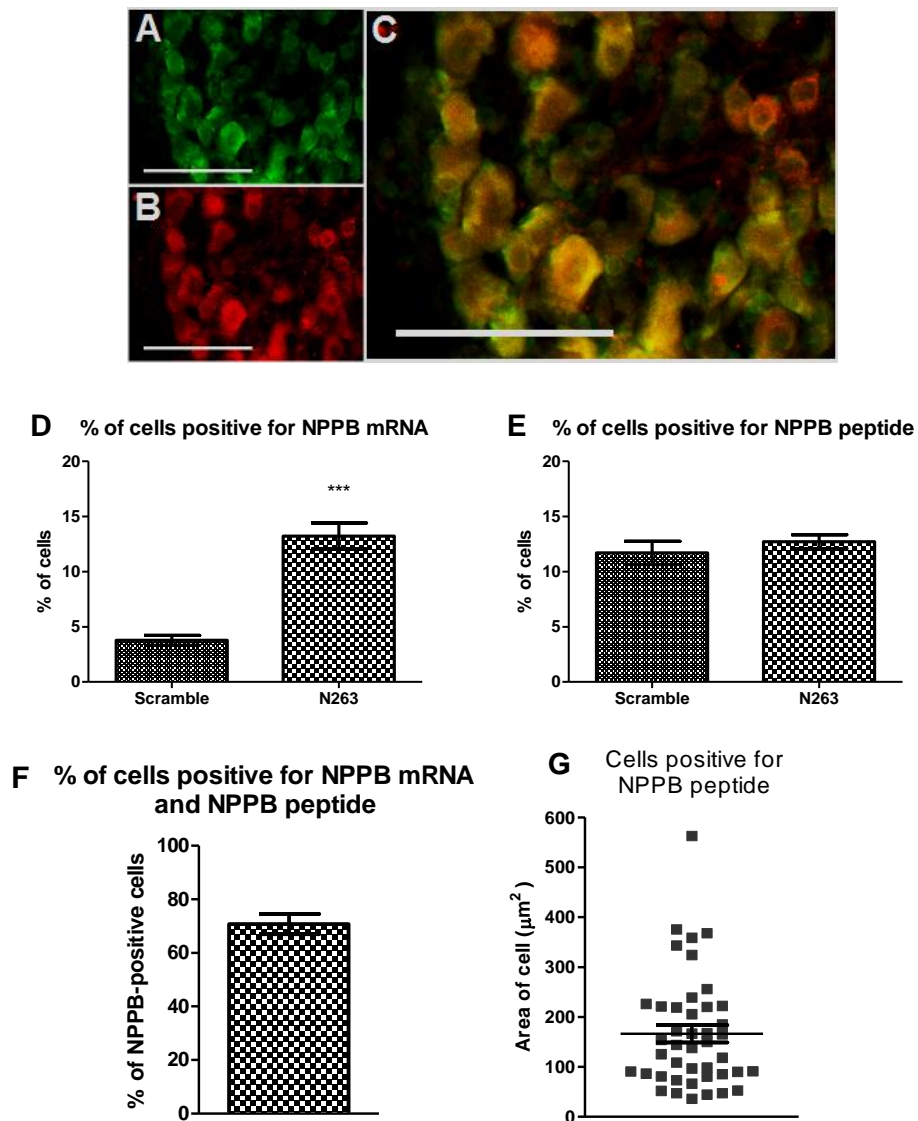 A
B
C
D % of cells positive for NPPB mRNA
% of cells
20
15
10
5
0
***
Scramble
N263
E % of cells positive for NPPB peptide
% of cells
20
15
10
5
0
Scramble
N263
F % of cells positive for NPPB mRNA
and NPPB peptide
% of NPPB-positive cells
100
80
60
40
20
0
G Cells positive for
NPPB peptide
Area of cell (μm²)
600
500
400
300
200
100
0